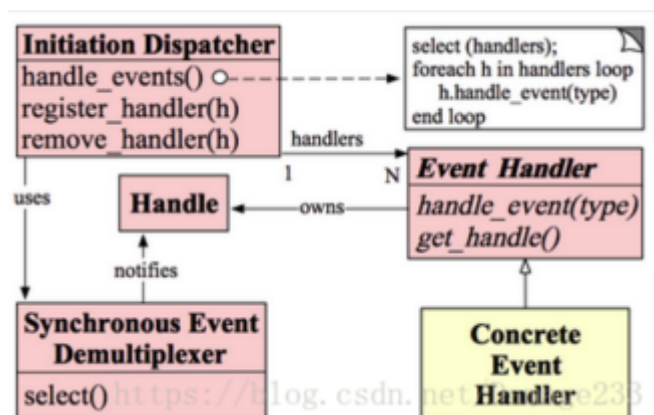 Initiation Dispatcher
handle_events()
register_handler(h)
remove_handler(h)
select (handlers);
foreach h in handlers loop
h.handle_event(type)
end loop
handlers
1
N
Event Handler
handle_event(type)
get_handle()
uses
Handle
owns
notifies
Synchronous Event
Demultiplexer
select()
Concrete
Event
Handler
https://blog.csdn.net/